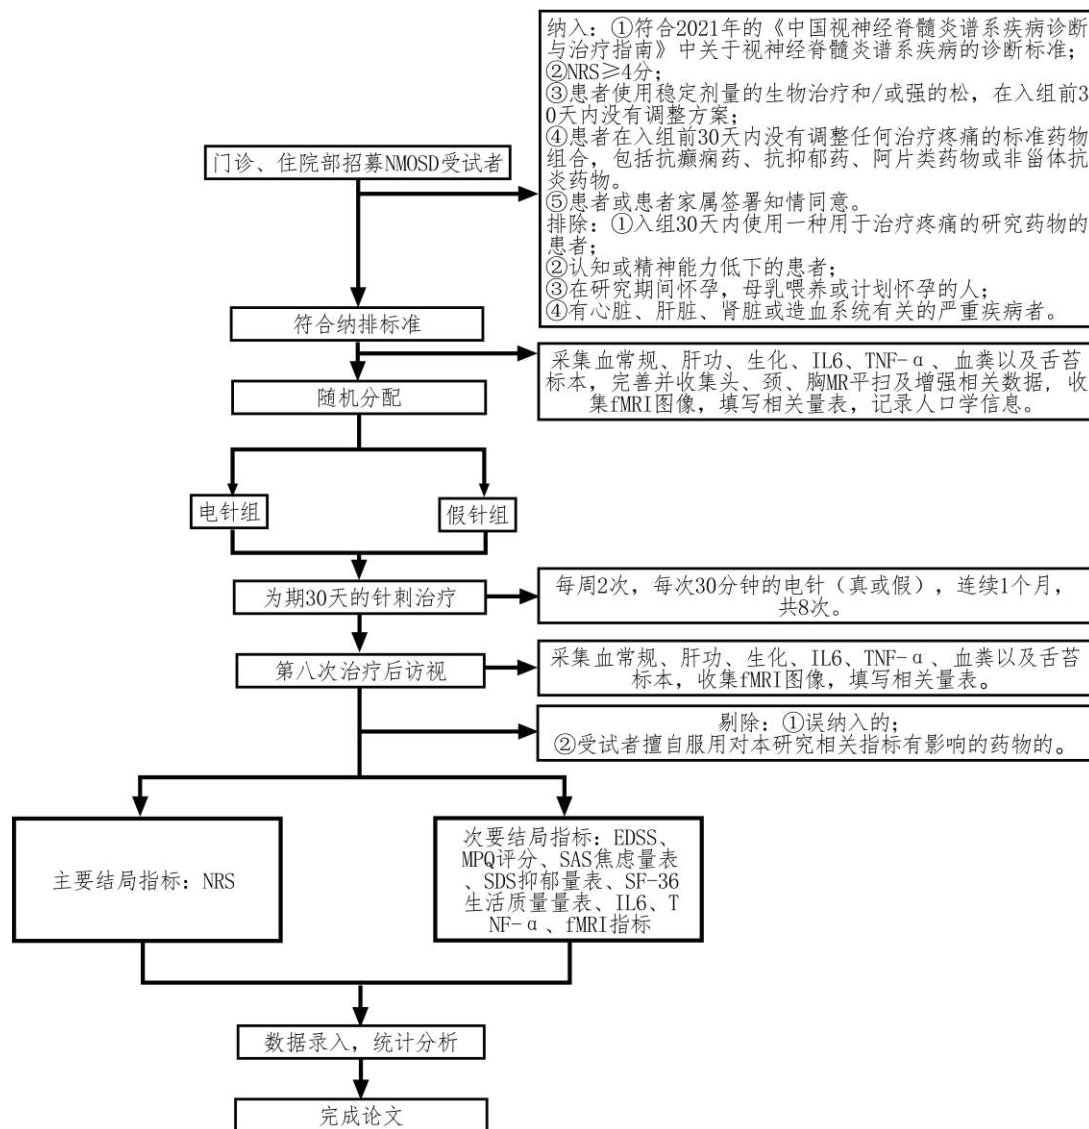 纳入：①符合2021年的《中国视神经脊髓炎谱系疾病诊断
与治疗指南》中关于视神经脊髓炎谱系疾病的诊断标准；
②NRS≥4分；
③患者使用稳定剂量的生物治疗和/或强的松，在入组前3
0天内没有调整方案；
④患者在入组前30天内没有调整任何治疗疼痛的标准药物
组合，包括抗癫痫药、抗抑郁药、阿片类药物或非甾体抗
炎药物。
⑤患者或患者家属签署知情同意。
排除：①入组30天内使用一种用于治疗疼痛的研究药物的
患者；
②认知或精神能力低下的患者；
③在研究期间怀孕，母乳喂养或计划怀孕的人；
④有心脏、肝脏、肾脏或造血系统有关的严重疾病者。
门诊、住院部招募NMOSD受试者
符合纳排标准
采集血常规、肝功、生化、IL6、TNF-α、血粪以及舌苔
标本，完善并收集头、颈、胸MR平扫及增强相关数据，收
集fMRI图像，填写相关量表，记录人口学信息。
随机分配
电针组
假针组
为期30天的针刺治疗
每周2次，每次30分钟的电针（真或假），连续1个月，
共8次。
第八次治疗后访视
采集血常规、肝功、生化、IL6、TNF-α、血粪以及舌苔
标本，收集fMRI图像，填写相关量表。
剔除：①误纳入的；
②受试者擅自服用对本研究相关指标有影响的药物的。
主要结局指标：NRS
次要结局指标：EDSS、
MPQ评分、SAS焦虑量表
、SDS抑郁量表、SF-36
生活质量量表、IL6、T
NF-α、fMRI指标
数据录入，统计分析
完成论文